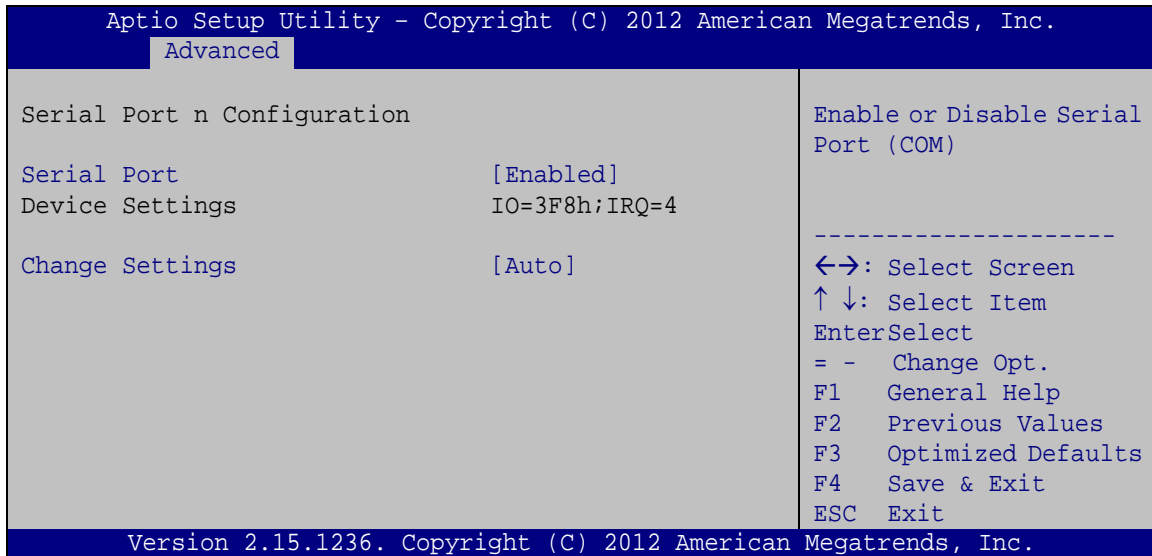 Aptio Setup Utility – Copyright (C) 2012 American Megatrends, Inc.
Advanced
Serial Port n Configuration
Serial Port [Enabled]
Device Settings IO=3F8h;IRQ=4
Change Settings [Auto]
Enable or Disable Serial
Port (COM)
---------------------
←→: Select Screen
↑ ↓: Select Item
EnterSelect
= - Change Opt.
F1 General Help
F2 Previous Values
F3 Optimized Defaults
F4 Save & Exit
ESC Exit
Version 2.15.1236. Copyright (C) 2012 American Megatrends, Inc.